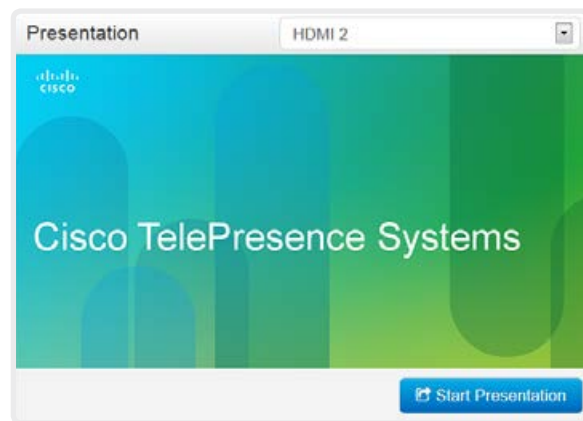 Presentation
HDMI 2
CISCO
Cisco TelePresence Systems
Start Presentation